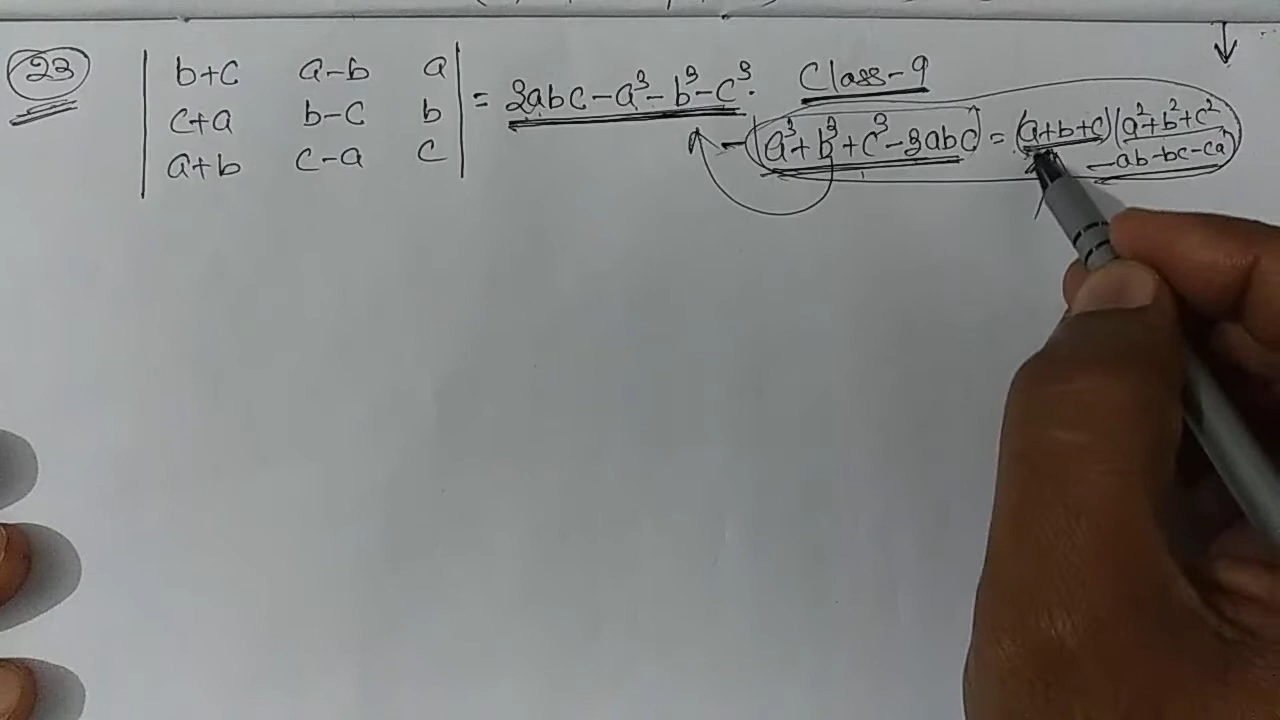 23
| b+c a-b a |
| c+a b-c b | = 3abc-a³-b³-c³.
| a+b c-a c |
Class-9
-(a³+b³+c³-3abc) = (a+b+c)(a²+b²+c²
-ab-bc-ca)